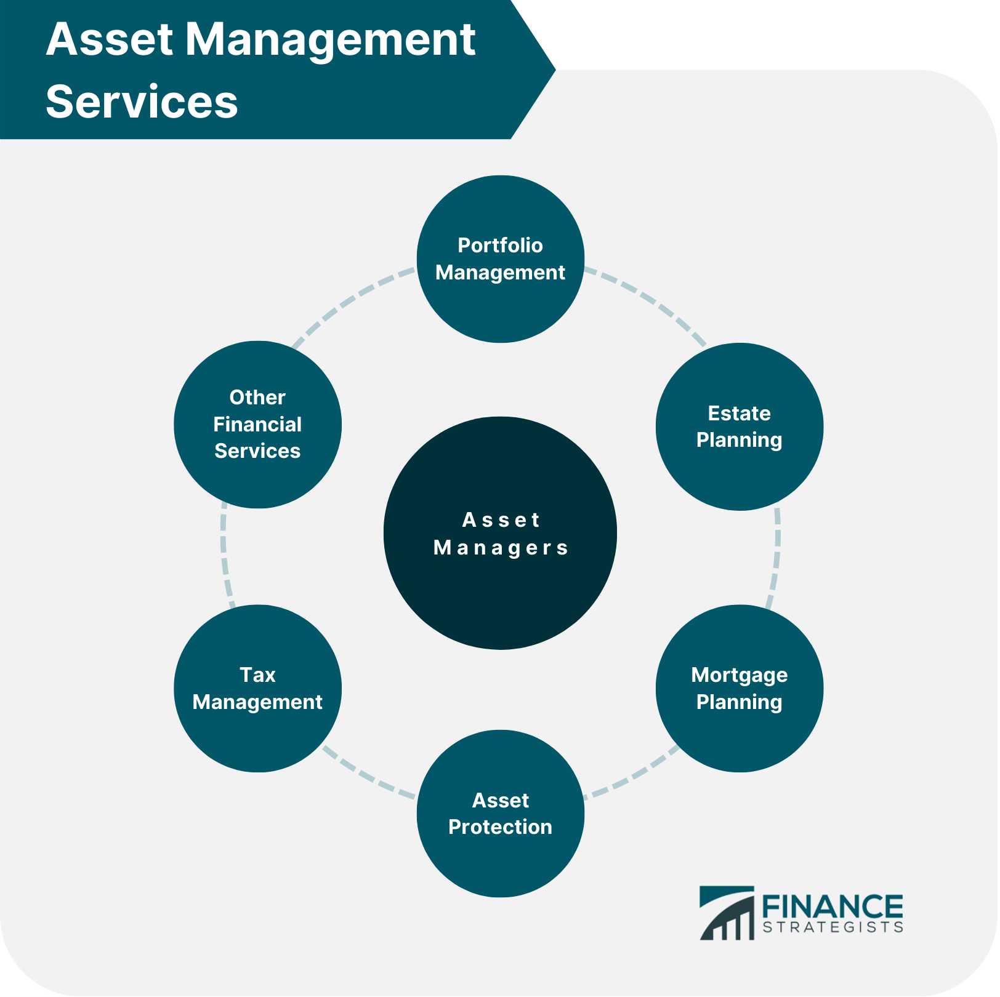 Asset Management
Services
Portfolio
Management
Estate
Planning
Mortgage
Planning
Asset
Protection
Tax
Management
Other
Financial
Services
Asset
Managers
FINANCE
STRATEGISTS